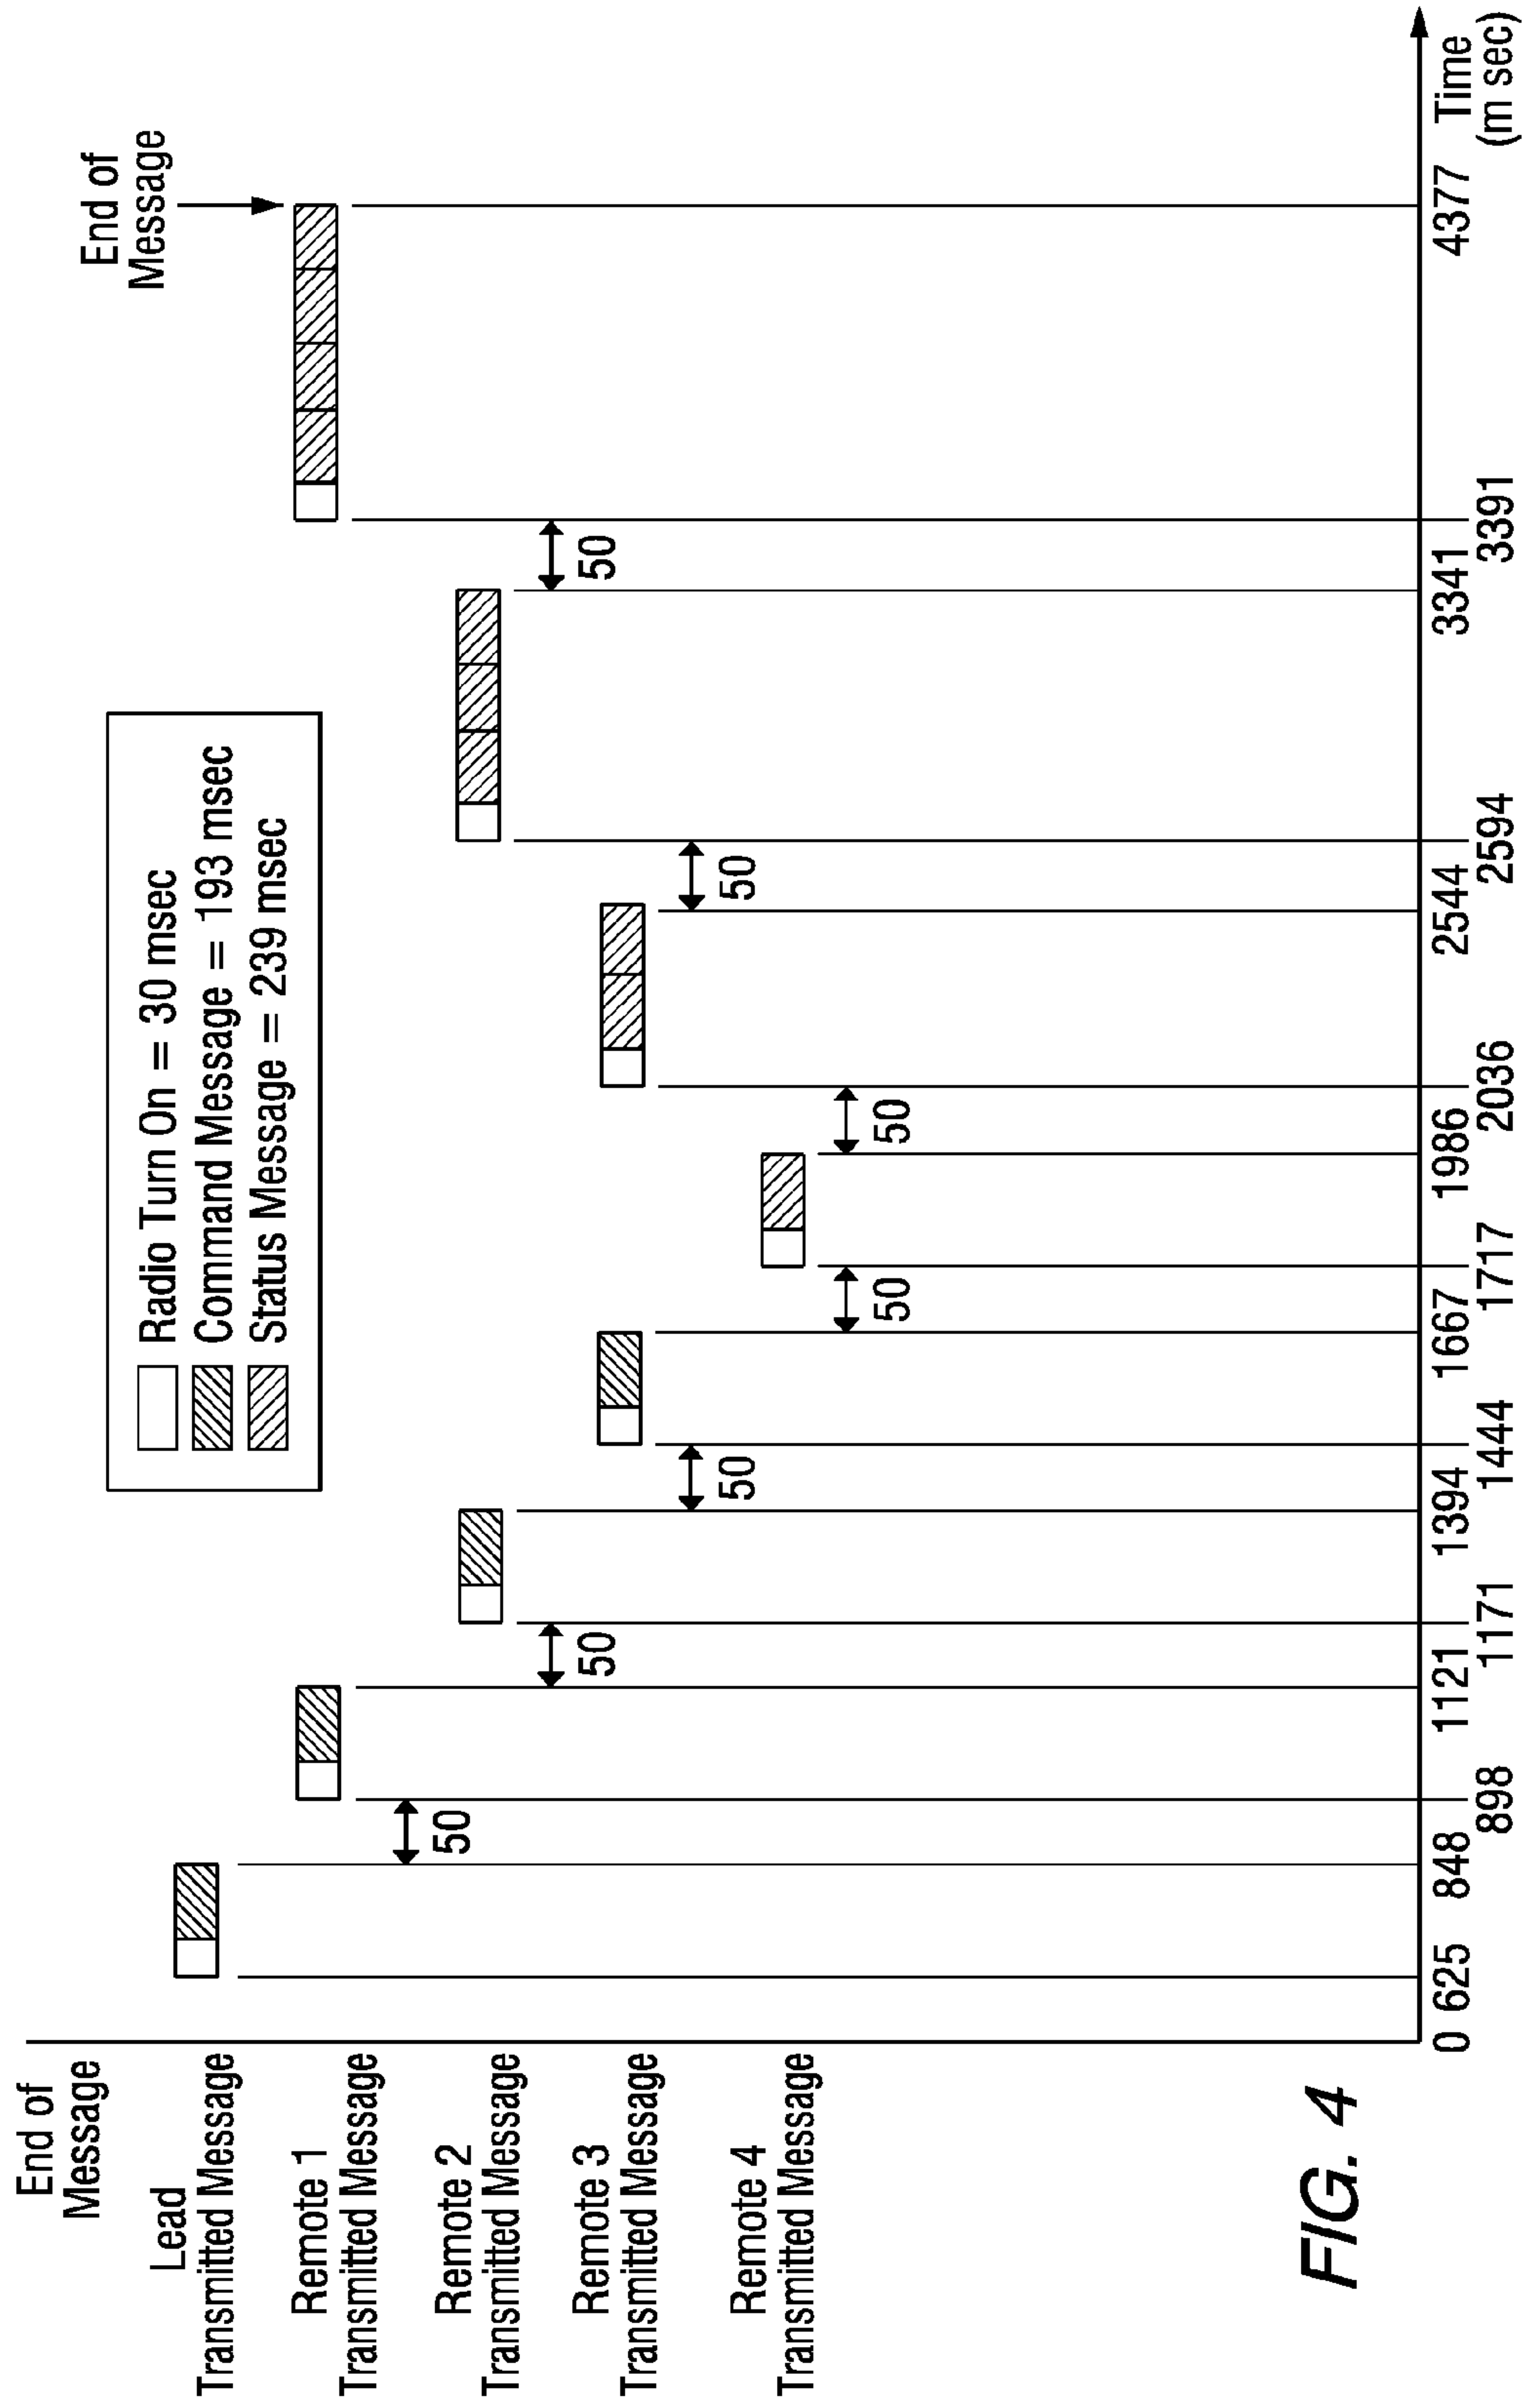 End of
Message
End of
Message
Radio Turn On = 30 msec
Command Message = 193 msec
Status Message = 239 msec
Lead
Transmitted Message
Remote 1
Transmitted Message
Remote 2
Transmitted Message
Remote 3
Transmitted Message
Remote 4
Transmitted Message
50
50
50
50
50
50
50
50
0 625 848 1121 1394 1667 1986 2544 3341 4377 Time
(m sec)
898 1171 1444 1717 2036 2594 3391
FIG. 4